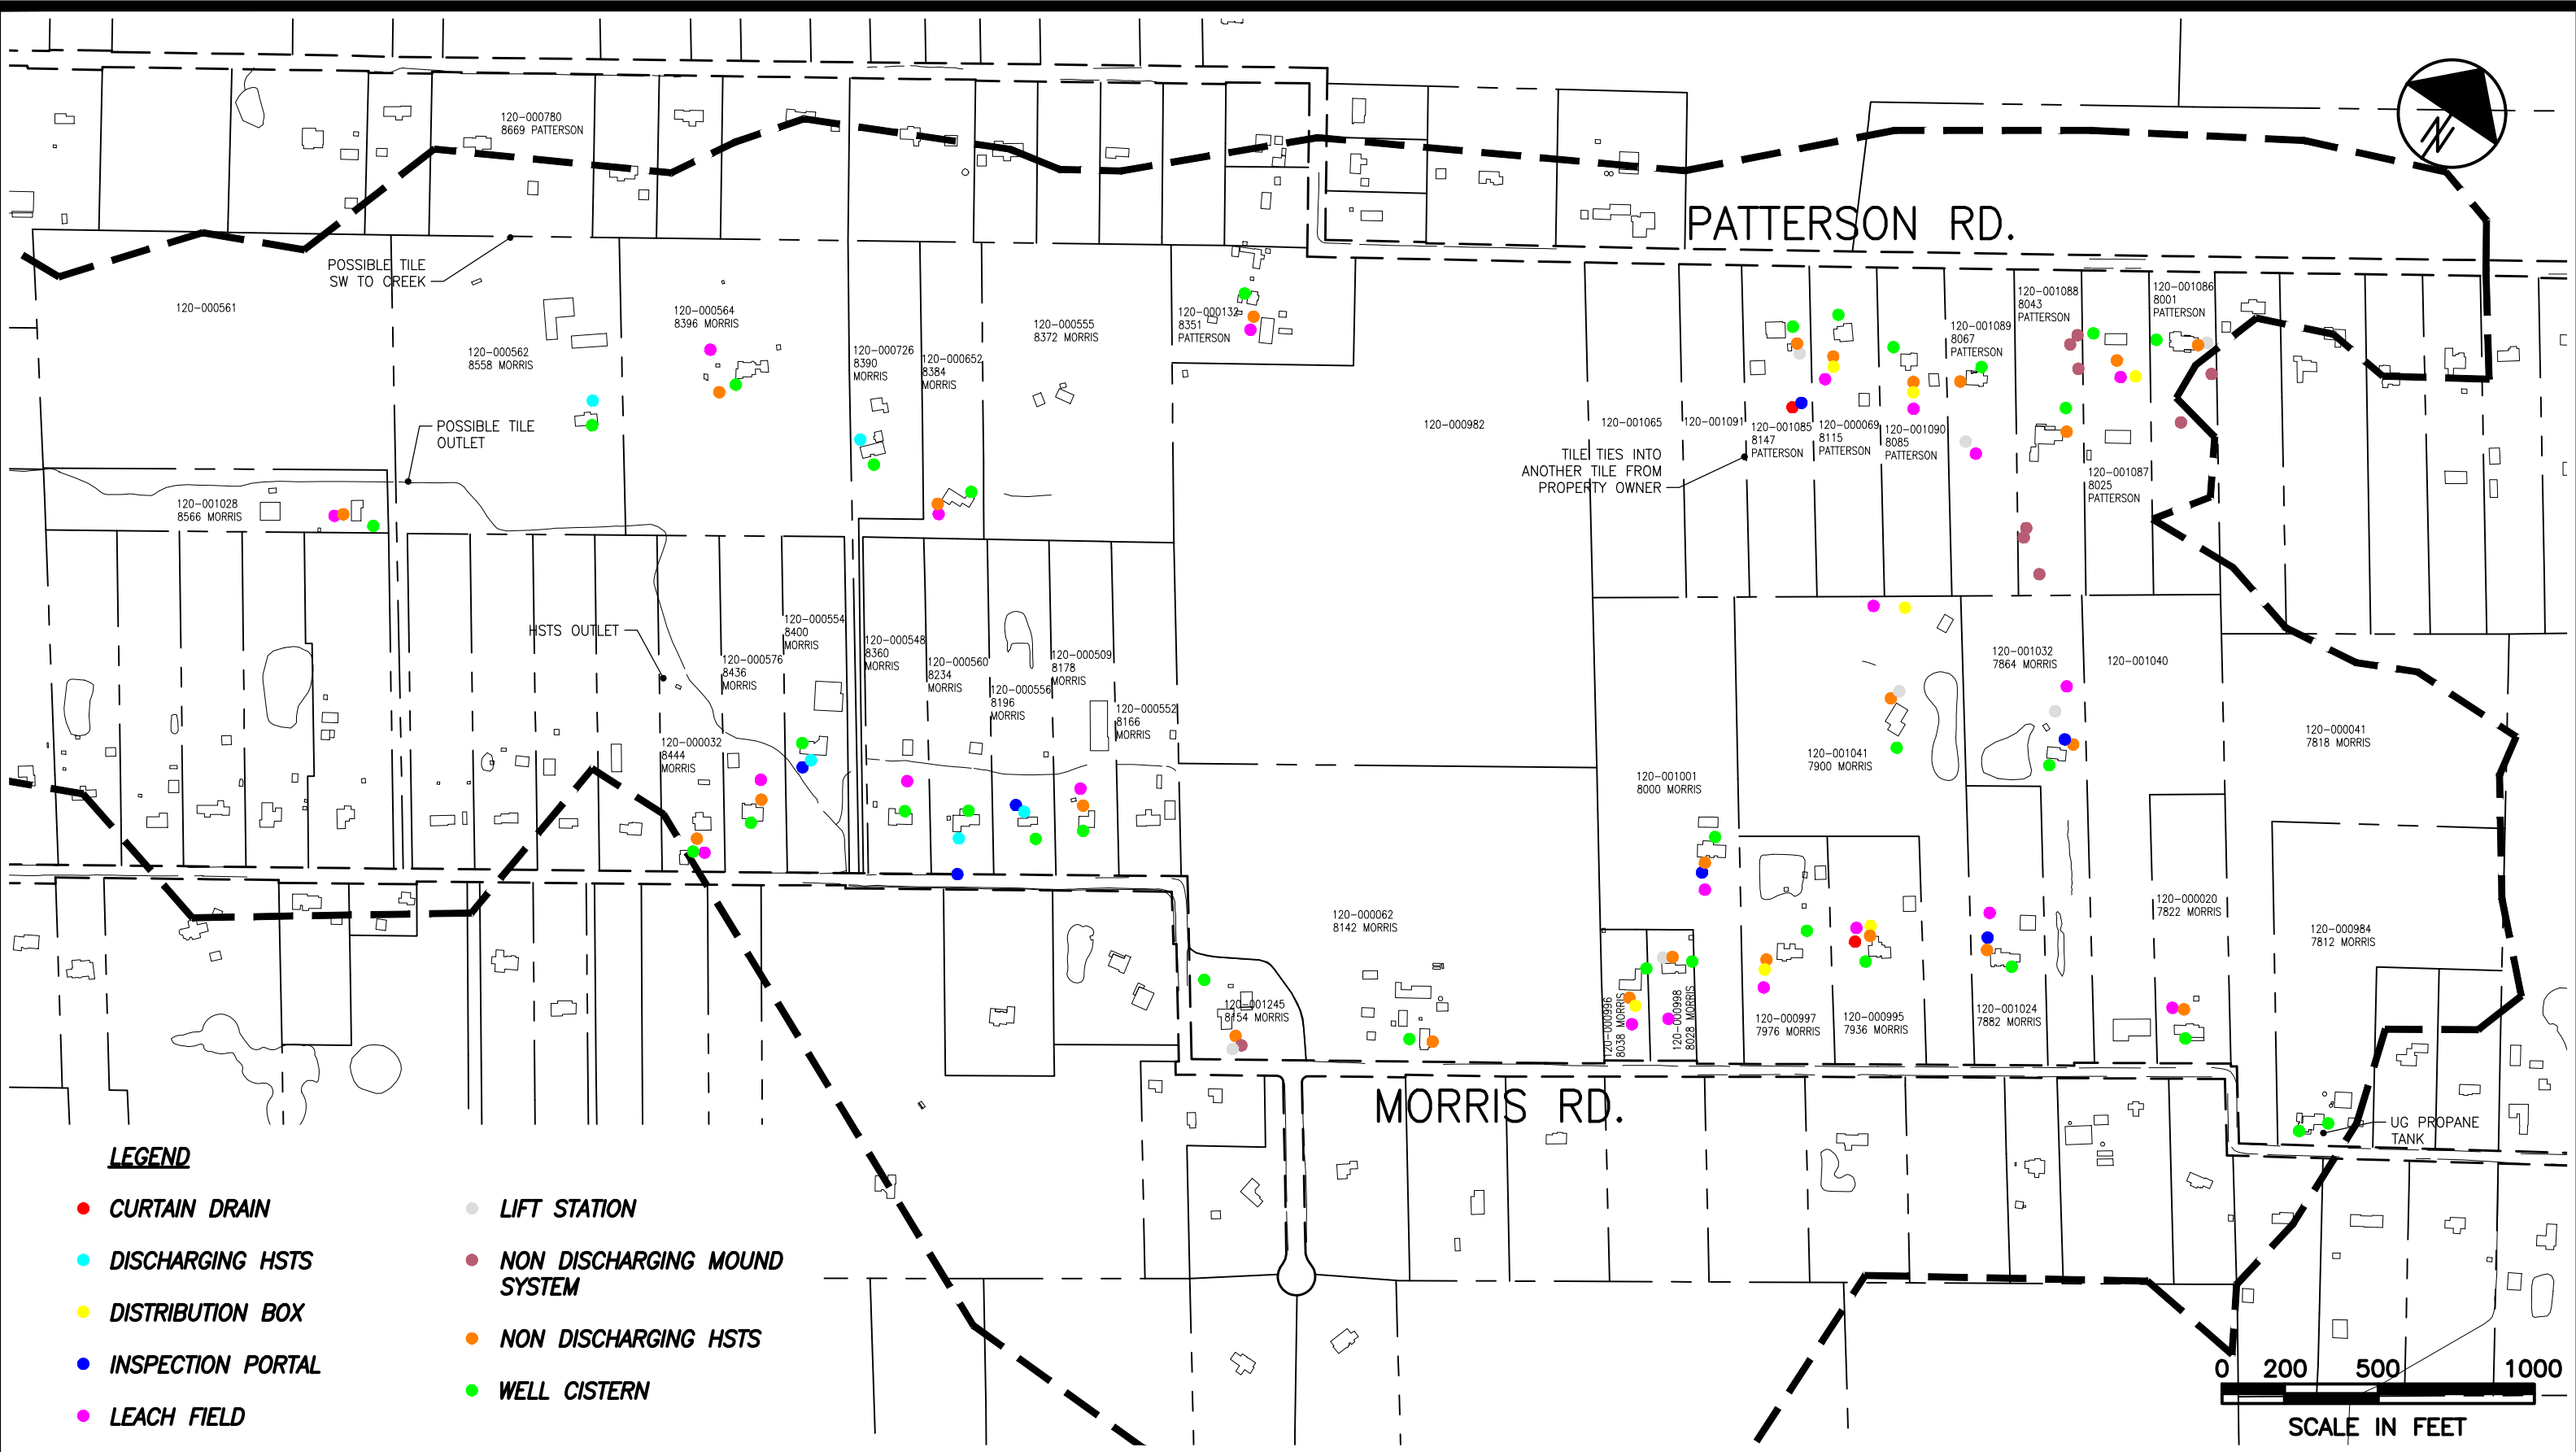 120-000780
8669 PATTERSON
N
PATTERSON RD.
POSSIBLE TILE
SW TO CREEK
120-000561
120-000562
8558 MORRIS
120-000564
8396 MORRIS
120-000726
8390
MORRIS
120-000652
8384
MORRIS
120-000555
8372 MORRIS
120-000132
8351
PATTERSON
120-000982
120-001065
120-001091
120-001085
8147
PATTERSON
120-000069
8115
PATTERSON
120-001090
8085
PATTERSON
120-001089
8067
PATTERSON
120-001088
8043
PATTERSON
120-001086
8001
PATTERSON
120-001087
8025
PATTERSON
TILE TIES INTO
ANOTHER TILE FROM
PROPERTY OWNER
POSSIBLE TILE
OUTLET
120-001028
8566 MORRIS
HSTS OUTLET
120-000032
8444
MORRIS
120-000576
8436
MORRIS
120-000554
8400
MORRIS
120-000548
8360
MORRIS
120-000560
8234
MORRIS
120-000556
8196
MORRIS
120-000509
8178
MORRIS
120-000552
8166
MORRIS
120-001032
7864 MORRIS
120-001040
120-000041
7818 MORRIS
120-001041
7900 MORRIS
120-001001
8000 MORRIS
120-000062
8142 MORRIS
120-001245
8154 MORRIS
120-000996
8038 MORRIS
120-000998
8028 MORRIS
120-000997
7976 MORRIS
120-000995
7936 MORRIS
120-001024
7882 MORRIS
120-000020
7822 MORRIS
120-000984
7812 MORRIS
UG PROPANE
TANK
MORRIS RD.
LEGEND
CURTAIN DRAIN
DISCHARGING HSTS
DISTRIBUTION BOX
INSPECTION PORTAL
LEACH FIELD
LIFT STATION
NON DISCHARGING MOUND
SYSTEM
NON DISCHARGING HSTS
WELL CISTERN
0 200 500 1000
SCALE IN FEET